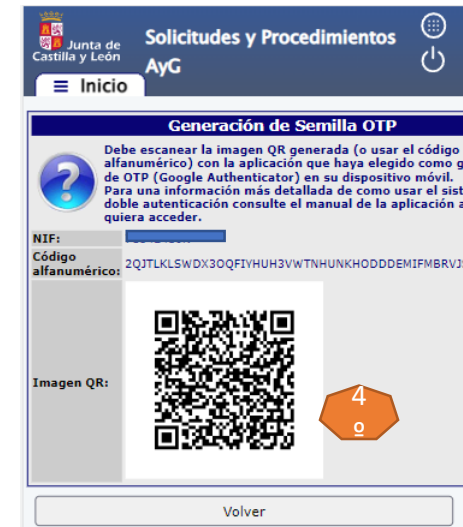 Junta de
Castilla y León
Solicitudes y Procedimientos
AyG
≡ Inicio
Generación de Semilla OTP
Debe escanear la imagen QR generada (o usar el código
alfanumérico) con la aplicación que haya elegido como
de OTP (Google Authenticator) en su dispositivo móvil.
Para una información más detallada de como usar el
doble autenticación consulte el manual de la aplicación
quiera acceder.
NIF:
Código
alfanumérico:
2QJTLKLSWDX3OQFIYHUH3VWTNHUNKHODDDEMIFMBRVJ
Imagen QR:
4
º
Volver